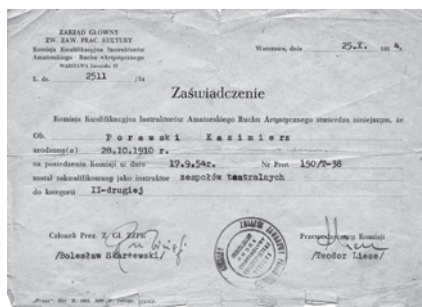 ZARZĄD GŁÓWNY
ZW. ZAW. PRAC. KULTURY
Komisja Kwalifikacyjna Instruktorów
Amatorskiego Ruchu Artystycznego
WARSZAWA
L. dz. 2511 /54
Warszawa, dnia 25.X. 195 4.
Zaświadczenie
Komisja Kwalifikacyjna Instruktorów Amatorskiego Ruchu Artystycznego stwierdza niniejszym, że
Ob. Porawski Kazimierz
urodzony(a) 28.10.1910 r.
na posiedzeniu Komisji w dniu 17.9.54r. Nr Prot. 150/T-38
został zakwalifikowany jako instruktor zespołów teatralnych
do kategorii II-drugiej
Członek Prez. Z. Gł. ZZPK
Przewodniczący Komisji
/Bolesław
/Teodor Liese/